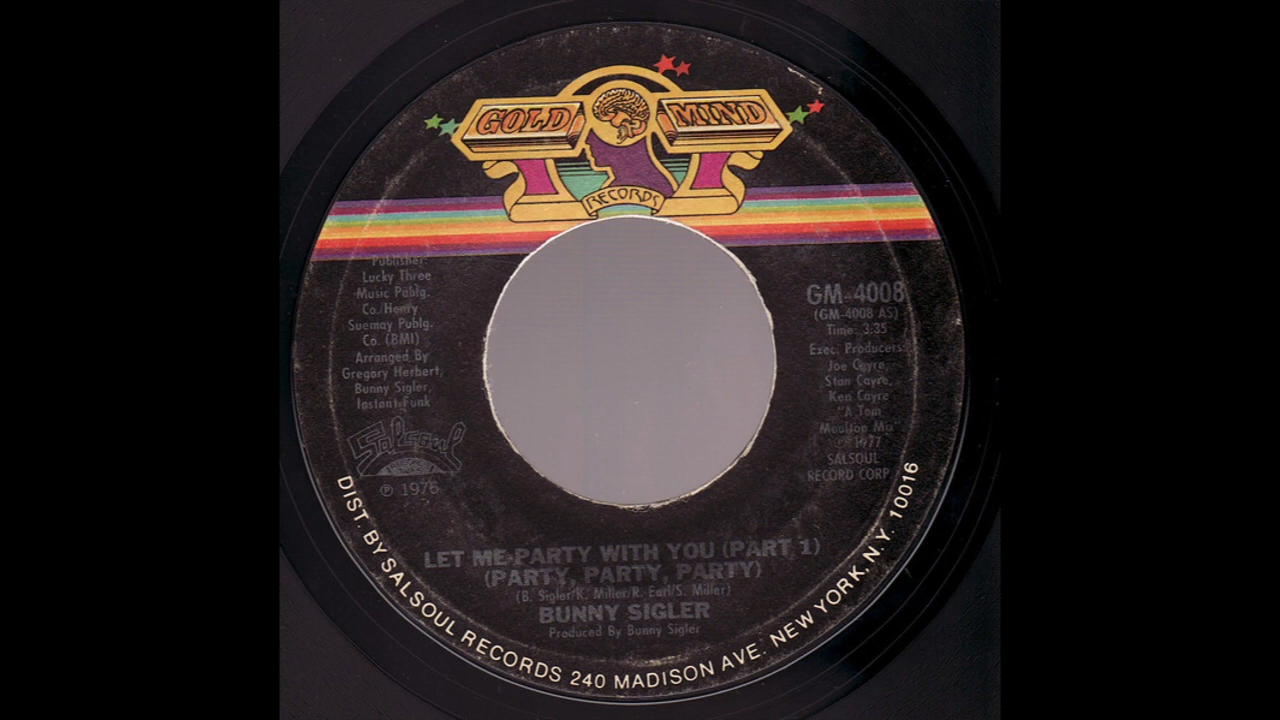 GOLD MIND
RECORDS
Publisher:
Lucky Three
Music Pablg.
Co./Henry
Suemay Publg.
Co. (BMI)
Arranged By
Gregory Herbert,
Bunny Sigler,
Instant Funk
Salsoul
℗ 1976
GM-4008
(GM-4008 AS)
Time: 3:35
Exec. Producers:
Joe Cayre,
Stan Cayre,
Ken Cayre
"A Tom
Moulton Mix"
℗ 1977
SALSOUL
RECORD CORP
LET ME PARTY WITH YOU (PART 1)
(PARTY, PARTY, PARTY)
(B. Sigler/K. Miller/R. Earl/S. Miller)
BUNNY SIGLER
Produced By Bunny Sigler
DIST. BY SALSOUL RECORDS 240 MADISON AVE. NEW YORK, N.Y. 10016